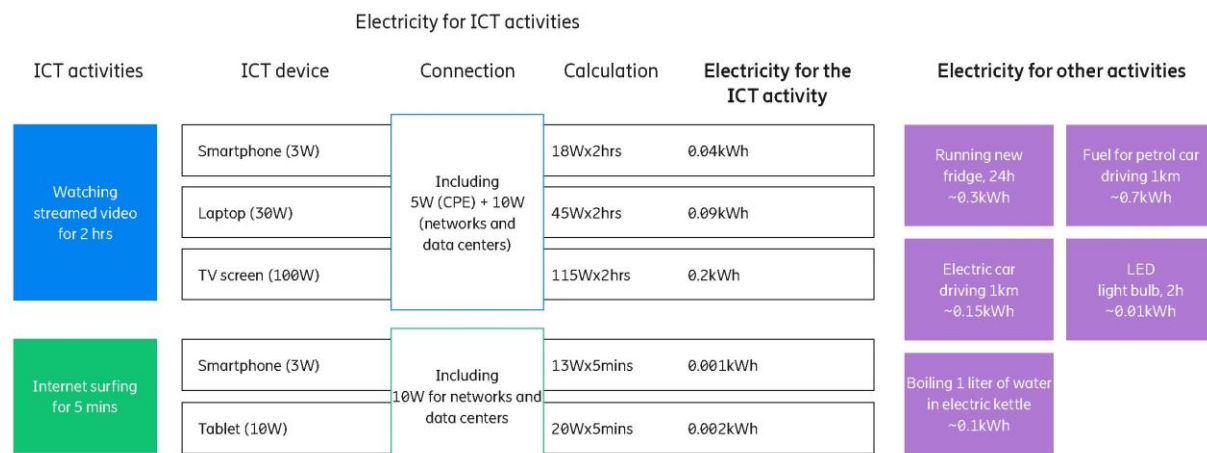 Electricity for ICT activities
ICT activities
ICT device
Connection
Calculation
Electricity for the
ICT activity
Electricity for other activities
Watching
streamed video
for 2 hrs
Smartphone (3W)
Laptop (30W)
TV screen (100W)
Including
5W (CPE) + 10W
(networks and
data centers)
18Wx2hrs
0.04kWh
45Wx2hrs
0.09kWh
115Wx2hrs
0.2kWh
Internet surfing
for 5 mins
Smartphone (3W)
Tablet (10W)
Including
10W for networks and
data centers
13Wx5mins
0.001kWh
20Wx5mins
0.002kWh
Running new
fridge, 24h
~0.3kWh
Fuel for petrol car
driving 1km
~0.7kWh
Electric car
driving 1km
~0.15kWh
LED
light bulb, 2h
~0.01kWh
Boiling 1 liter of water
in electric kettle
~0.1kWh